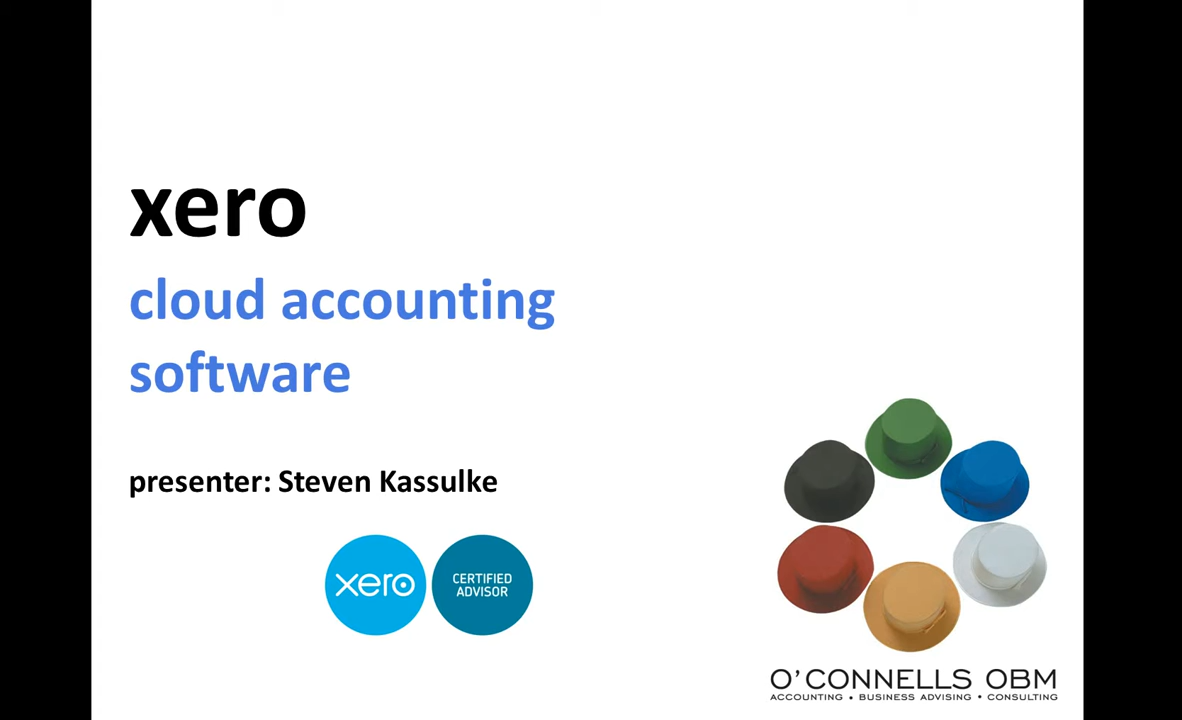 xero
cloud accounting
software
presenter: Steven Kassulke
xero
CERTIFIED
ADVISOR
O'CONNELLS OBM
ACCOUNTING • BUSINESS ADVISING • CONSULTING